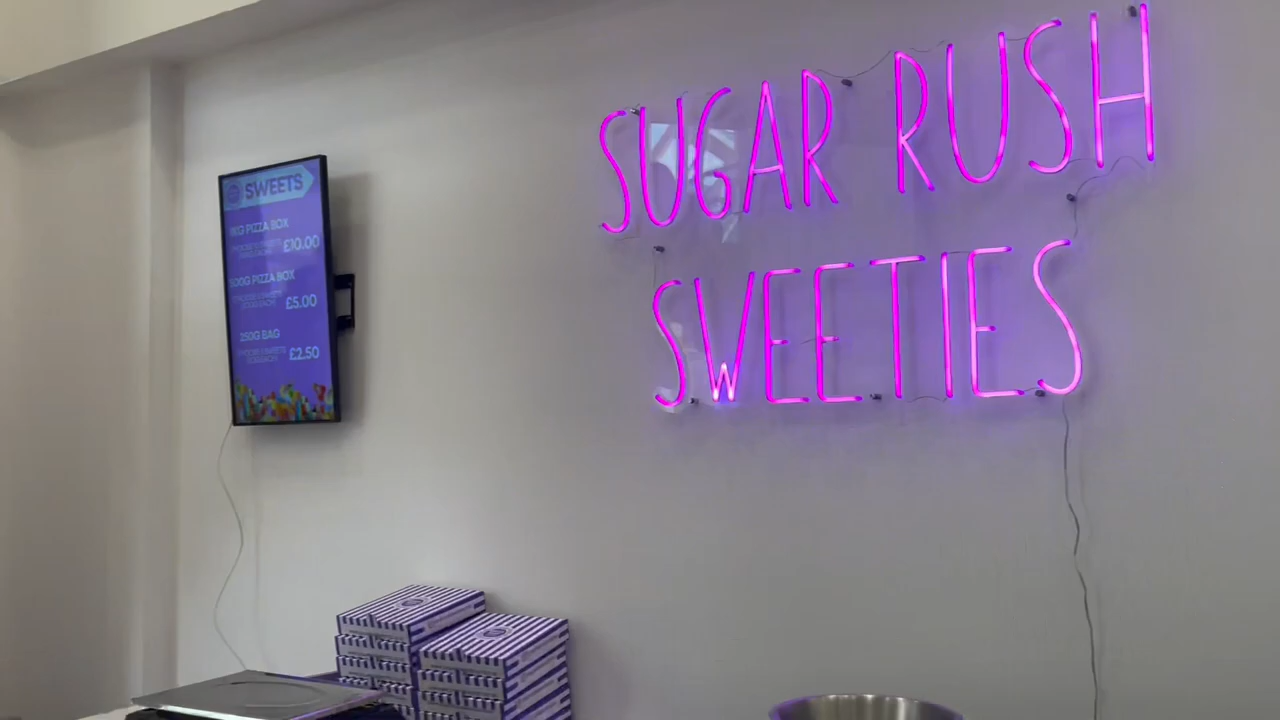 SUGAR RUSH
SWEETIES
SWEETS
1KG PIZZA BOX
£10.00
500G PIZZA BOX
£5.00
250G BAG
£2.50